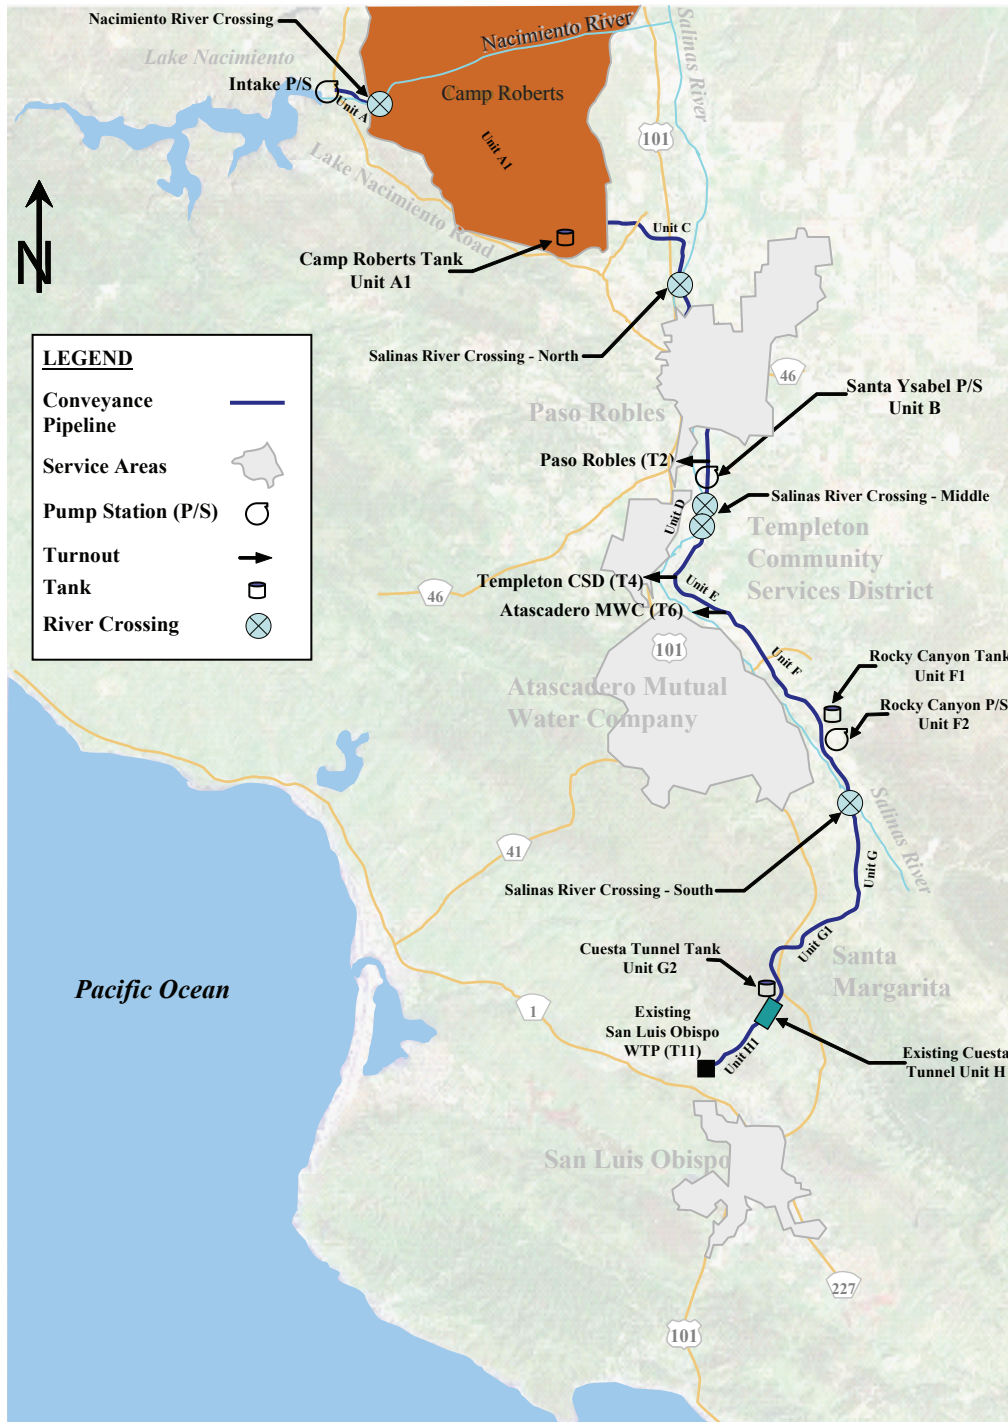 Nacimiento River Crossing
Nacimiento River
Salinas River
Lake Nacimiento
Intake P/S
Unit A
Camp Roberts
Unit A1
101
Lake Nacimiento Road
N
Unit C
Camp Roberts Tank
Unit A1
Salinas River Crossing - North
LEGEND
Conveyance
Pipeline
Service Areas
Pump Station (P/S)
Turnout
Tank
River Crossing
46
Santa Ysabel P/S
Unit B
Paso Robles
Paso Robles (T2)
Salinas River Crossing - Middle
Unit D
Templeton
Community
Services District
Templeton CSD (T4)
Unit E
46
Atascadero MWC (T6)
101
Unit F
Rocky Canyon Tank
Unit F1
Atascadero Mutual
Water Company
Rocky Canyon P/S
Unit F2
Salinas River
41
Unit G
Salinas River Crossing - South
Unit G1
Cuesta Tunnel Tank
Unit G2
Santa
Margarita
Pacific Ocean
1
Existing
San Luis Obispo
WTP (T11)
Unit H1
Existing Cuesta
Tunnel Unit H
San Luis Obispo
227
101